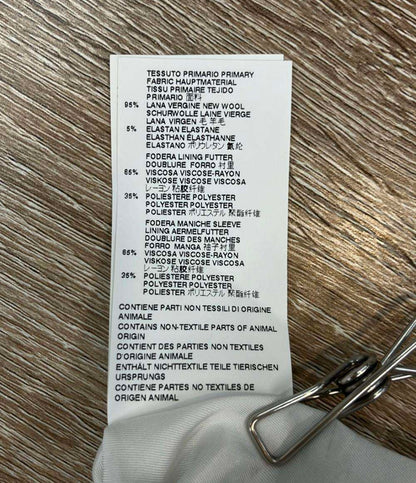 TESSUTO PRIMARIO PRIMARY
FABRIC HAUPTMATERIAL
TISSU PRIMAIRE TEJIDO
PRIMARIO 面料
95% LANA VERGINE NEW WOOL
SCHURWOLLE LAINE VIERGE
LANA VIRGEN 毛 羊毛
5% ELASTAN ELASTANE
ELASTHAN ÉLASTHANNE
ELASTANO ポリウレタン 氨纶
FODERA LINING FUTTER
DOUBLURE FORRO 衬里
65% VISCOSA VISCOSE-RAYON
VISKOSE VISCOSE VISCOSA
レーヨン 粘胶纤维
35% POLIESTERE POLYESTER
POLYESTER POLYESTER
POLIESTER ポリエステル 聚酯纤维
FODERA MANICHE SLEEVE
LINING AERMELFUTTER
DOUBLURE DES MANCHES
FORRO MANGA 袖子衬里
65% VISCOSA VISCOSE-RAYON
VISKOSE VISCOSE VISCOSA
レーヨン 粘胶纤维
35% POLIESTERE POLYESTER
POLYESTER POLYESTER
POLIESTER ポリエステル 聚酯纤维
CONTIENE PARTI NON TESSILI DI ORIGINE
ANIMALE
CONTAINS NON-TEXTILE PARTS OF ANIMAL
ORIGIN
CONTIENT DES PARTIES NON TEXTILES
D'ORIGINE ANIMALE
ENTHÄLT NICHTTEXTILE TEILE TIERISCHEN
URSPRUNGS
CONTIENE PARTES NO TEXTILES DE
ORIGEN ANIMAL